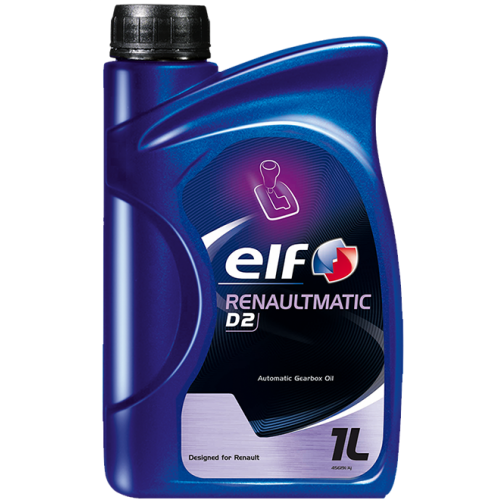 elf
RENAULTMATIC
D2
Automatic Gearbox Oil
Designed for Renault
1L